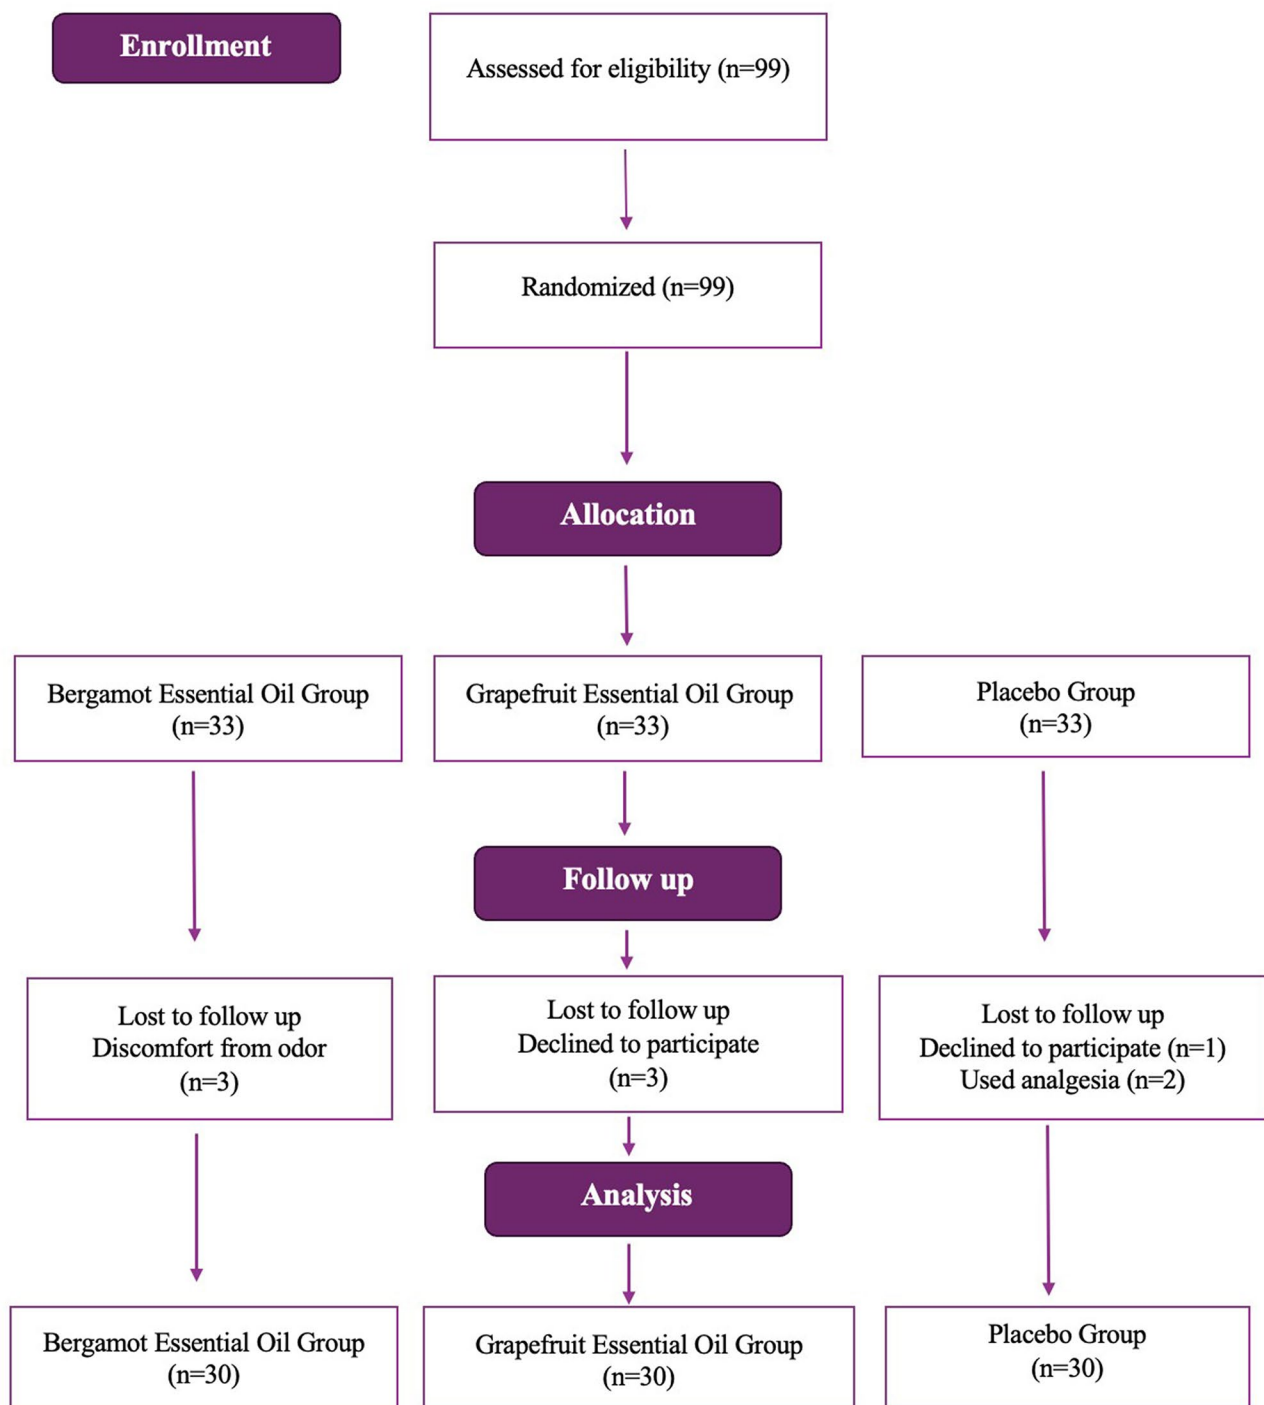 Enrollment
Assessed for eligibility (n=99)
Randomized (n=99)
Allocation
Bergamot Essential Oil Group
(n=33)
Grapefruit Essential Oil Group
(n=33)
Placebo Group
(n=33)
Follow up
Lost to follow up
Discomfort from odor
(n=3)
Lost to follow up
Declined to participate
(n=3)
Lost to follow up
Declined to participate (n=1)
Used analgesia (n=2)
Analysis
Bergamot Essential Oil Group
(n=30)
Grapefruit Essential Oil Group
(n=30)
Placebo Group
(n=30)